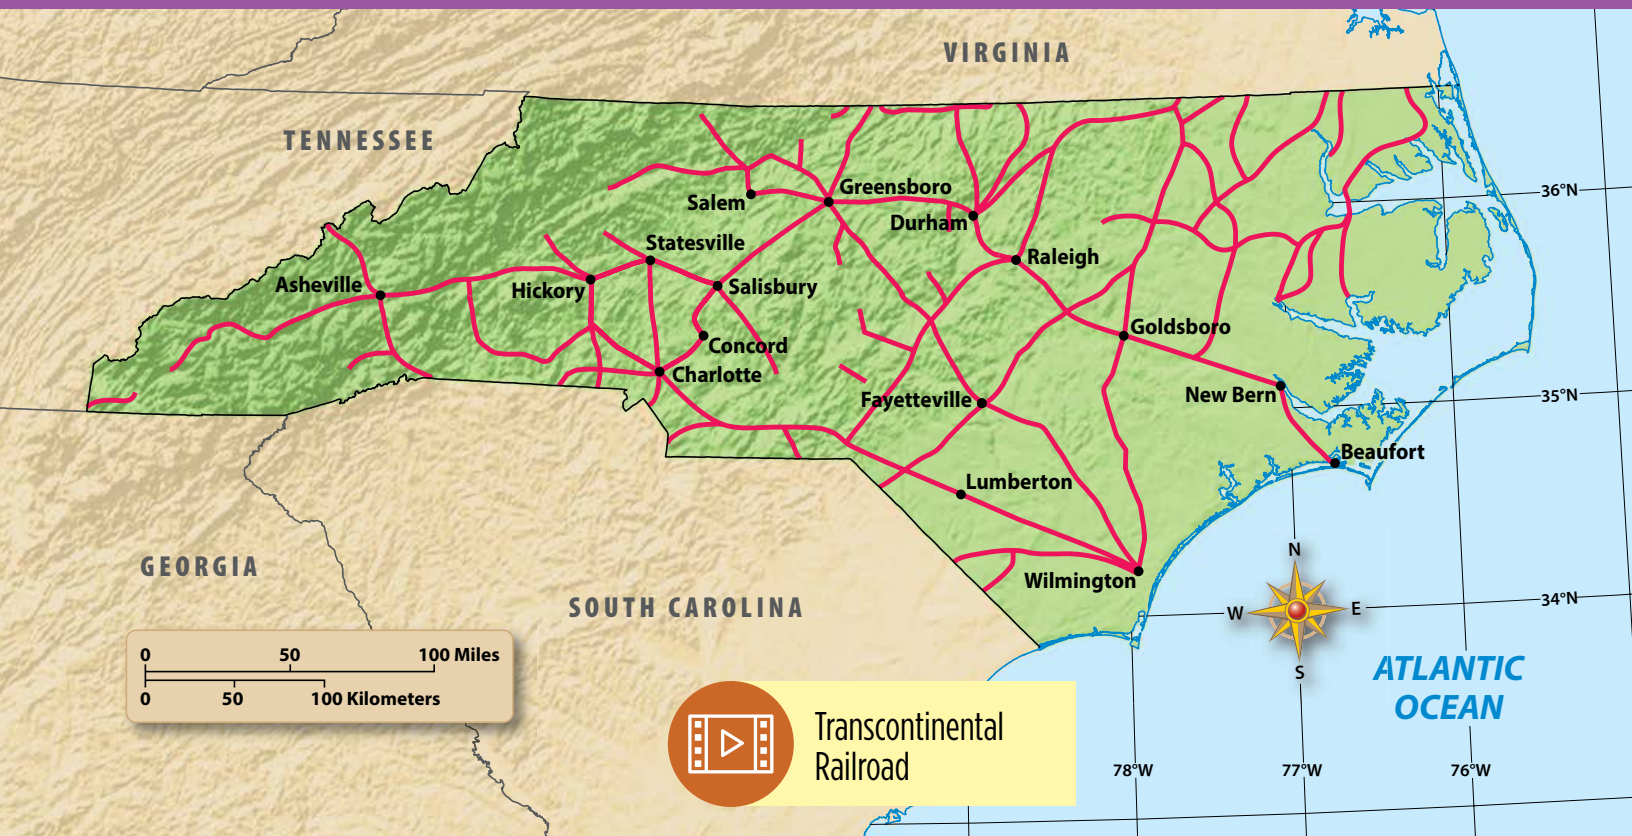 VIRGINIA
TENNESSEE
36°N
Greensboro
Salem
Durham
Statesville
Raleigh
Asheville
Hickory
Salisbury
Goldsboro
Concord
Charlotte
New Bern
35°N
Fayetteville
Beaufort
Lumberton
N
GEORGIA
Wilmington
SOUTH CAROLINA
W
E
34°N
S
0 50 100 Miles
0 50 100 Kilometers
ATLANTIC
OCEAN
Transcontinental
Railroad
78°W
77°W
76°W